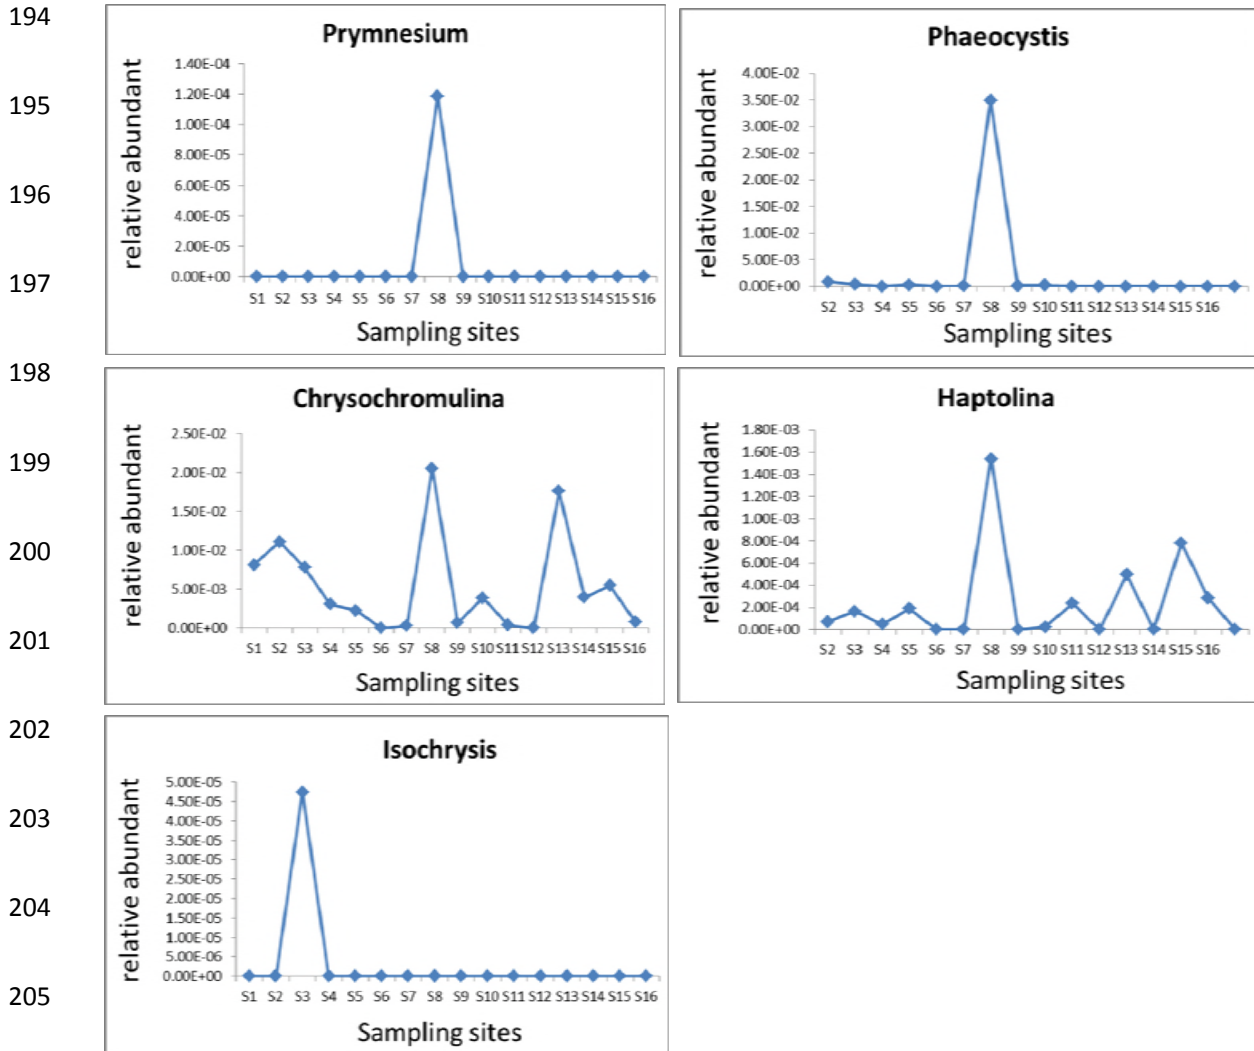 194
Prymnesium
relative abundant
1.40E-04
1.20E-04
1.00E-04
8.00E-05
6.00E-05
4.00E-05
2.00E-05
0.00E+00
S1 S2 S3 S4 S5 S6 S7 S8 S9 S10 S11 S12 S13 S14 S15 S16
Sampling sites
Phaeocystis
relative abundant
4.00E-02
3.50E-02
3.00E-02
2.50E-02
2.00E-02
1.50E-02
1.00E-02
5.00E-03
0.00E+00
S2 S3 S4 S5 S6 S7 S8 S9 S10 S11 S12 S13 S14 S15 S16
Sampling sites
195
196
197
198
Chrysochromulina
relative abundant
2.50E-02
2.00E-02
1.50E-02
1.00E-02
5.00E-03
0.00E+00
S1 S2 S3 S4 S5 S6 S7 S8 S9 S10 S11 S12 S13 S14 S15 S16
Sampling sites
Haptolina
relative abundant
1.80E-03
1.60E-03
1.40E-03
1.20E-03
1.00E-03
8.00E-04
6.00E-04
4.00E-04
2.00E-04
0.00E+00
S2 S3 S4 S5 S6 S7 S8 S9 S10 S11 S12 S13 S14 S15 S16
Sampling sites
199
200
201
202
Isochrysis
relative abundant
5.00E-05
4.50E-05
4.00E-05
3.50E-05
3.00E-05
2.50E-05
2.00E-05
1.50E-05
1.00E-05
5.00E-06
0.00E+00
S1 S2 S3 S4 S5 S6 S7 S8 S9 S10 S11 S12 S13 S14 S15 S16
Sampling sites
203
204
205